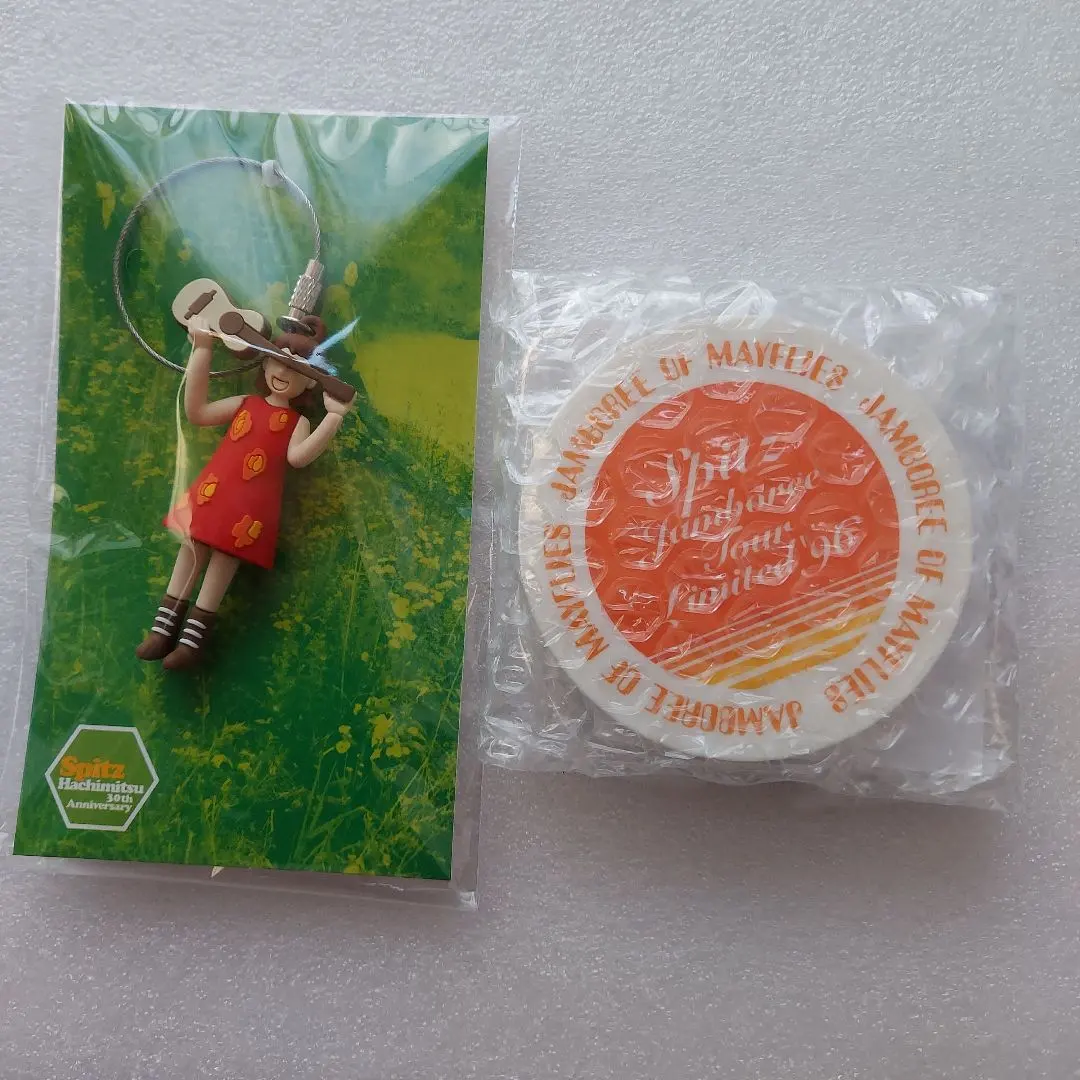 Spitz
Hachimitsu
30th
Anniversary
JAMBOREE OF MAYFLIES JAMBOREE OF MAYFLIES JAMBOREE OF MAYFLIES
Spitz
Jamboree
Tour
Limited '96